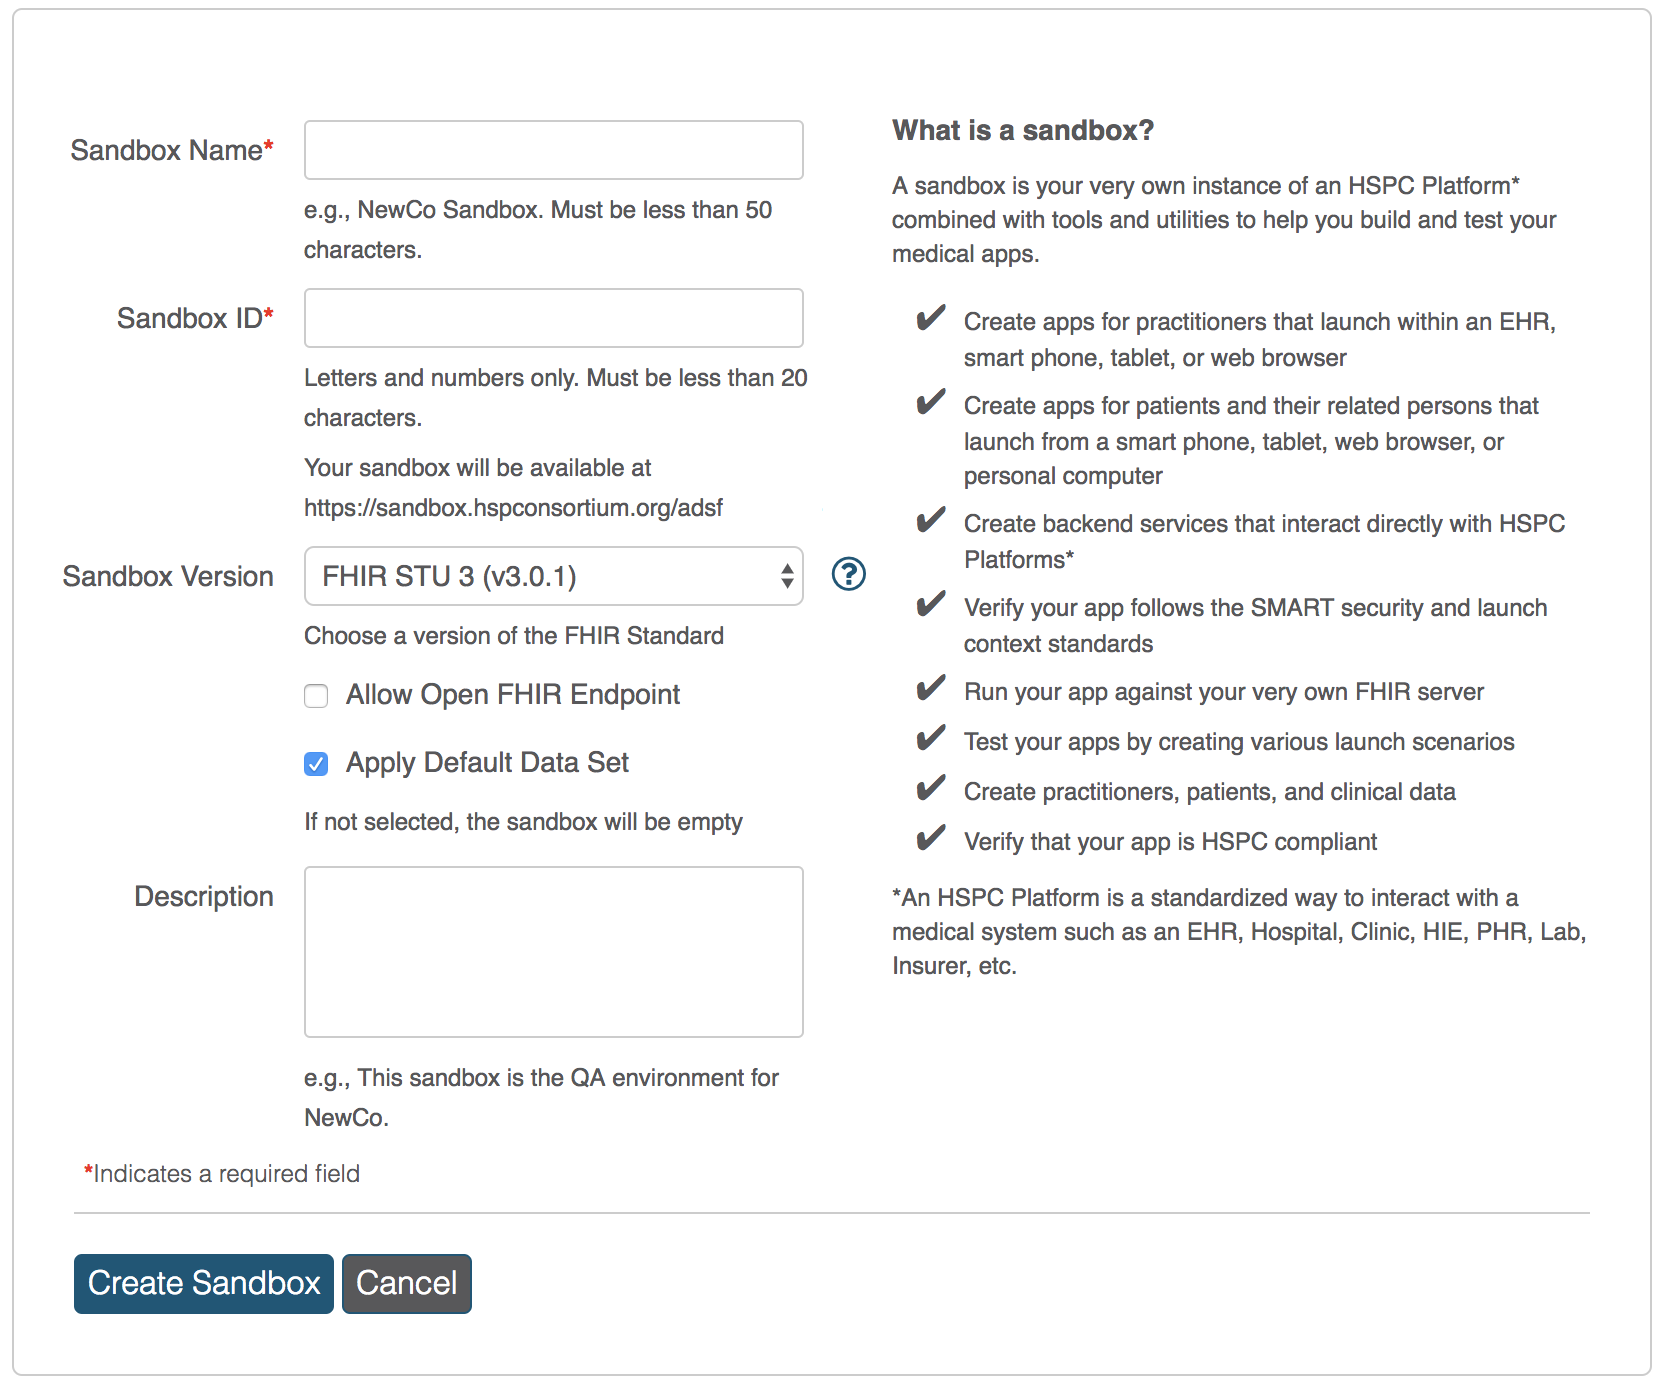 Sandbox Name*
e.g., NewCo Sandbox. Must be less than 50
characters.
Sandbox ID*
Letters and numbers only. Must be less than 20
characters.
Your sandbox will be available at
https://sandbox.hspconsortium.org/adsf
Sandbox Version
FHIR STU 3 (v3.0.1)
?
Choose a version of the FHIR Standard
Allow Open FHIR Endpoint
Apply Default Data Set
If not selected, the sandbox will be empty
Description
e.g., This sandbox is the QA environment for
NewCo.
*Indicates a required field
Create Sandbox
Cancel
What is a sandbox?
A sandbox is your very own instance of an HSPC Platform*
combined with tools and utilities to help you build and test your
medical apps.
✔ Create apps for practitioners that launch within an EHR,
smart phone, tablet, or web browser
✔ Create apps for patients and their related persons that
launch from a smart phone, tablet, web browser, or
personal computer
✔ Create backend services that interact directly with HSPC
Platforms*
✔ Verify your app follows the SMART security and launch
context standards
✔ Run your app against your very own FHIR server
✔ Test your apps by creating various launch scenarios
✔ Create practitioners, patients, and clinical data
✔ Verify that your app is HSPC compliant
*An HSPC Platform is a standardized way to interact with a
medical system such as an EHR, Hospital, Clinic, HIE, PHR, Lab,
Insurer, etc.